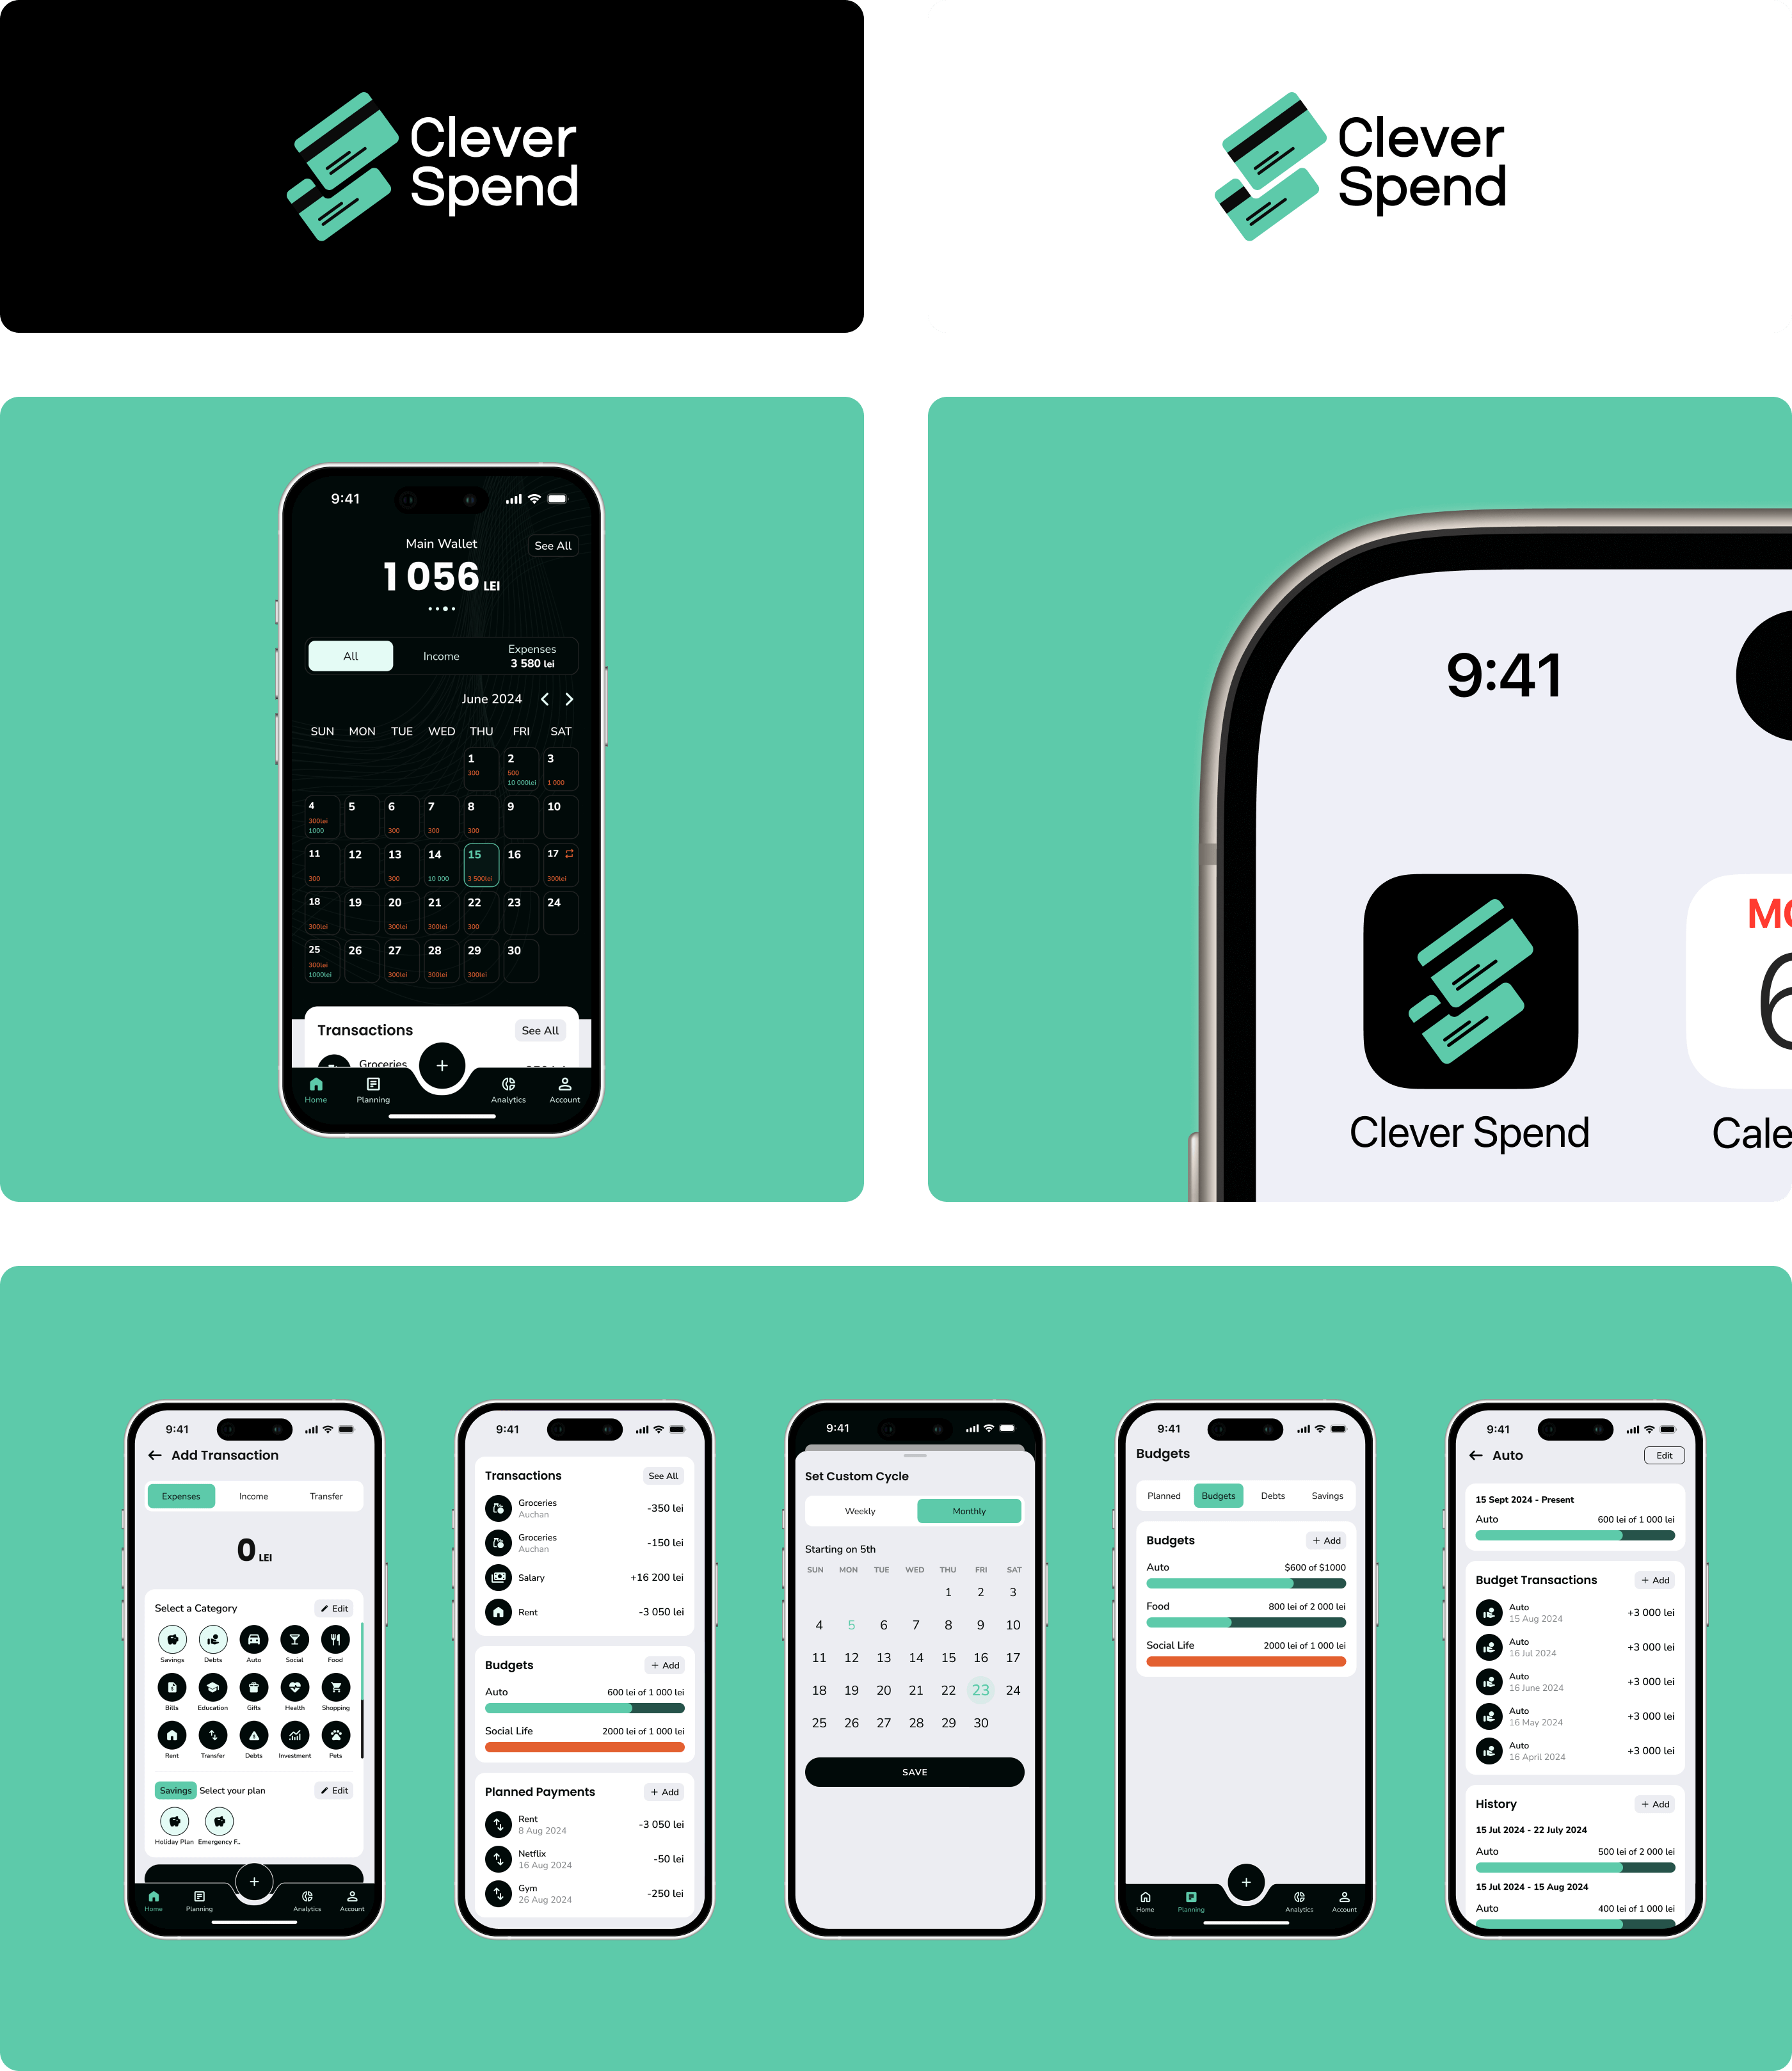 Clever
Spend
Clever
Spend
9:41
Main Wallet
See All
1 056 LEI
All
Income
Expenses
3 580 lei
June 2024
SUN MON TUE WED THU FRI SAT
1 2 3
300 500 1 000
10 000lei
4 5 6 7 8 9 10
300lei
1000 300 300 300
11 12 13 14 15 16 17
300 300 10 000 3 500lei 300lei
18 19 20 21 22 23 24
300lei 300lei 300lei 300
25 26 27 28 29 30
300lei
1000lei 300lei 300lei 300lei
Transactions
See All
Groceries
+
Home
Planning
Analytics
Account
9:41
MO
6
Clever Spend
Cale
9:41
Add Transaction
Expenses Income Transfer
0 LEI
Select a Category
Edit
Savings Debts Auto Social Food
Bills Education Gifts Health Shopping
Rent Transfer Debts Investment Pets
Savings Select your plan
Edit
Holiday Plan Emergency F..
+
Home Planning Analytics Account
9:41
Transactions
See All
Groceries
Auchan
-350 lei
Groceries
Auchan
-150 lei
Salary
+16 200 lei
Rent
-3 050 lei
Budgets
+ Add
Auto 600 lei of 1 000 lei
Social Life 2000 lei of 1 000 lei
Planned Payments
+ Add
Rent
8 Aug 2024
-3 050 lei
Netflix
16 Aug 2024
-50 lei
Gym
26 Aug 2024
-250 lei
9:41
Set Custom Cycle
Weekly Monthly
Starting on 5th
SUN MON TUE WED THU FRI SAT
1 2 3
4 5 6 7 8 9 10
11 12 13 14 15 16 17
18 19 20 21 22 23 24
25 26 27 28 29 30
SAVE
9:41
Budgets
Planned Budgets Debts Savings
Budgets
+ Add
Auto $600 of $1000
Food 800 lei of 2 000 lei
Social Life 2000 lei of 1 000 lei
+
Home Planning Analytics Account
9:41
Auto
Edit
15 Sept 2024 - Present
Auto 600 lei of 1 000 lei
Budget Transactions
+ Add
Auto
15 Aug 2024
+3 000 lei
Auto
16 Jul 2024
+3 000 lei
Auto
16 June 2024
+3 000 lei
Auto
16 May 2024
+3 000 lei
Auto
16 April 2024
+3 000 lei
History
+ Add
15 Jul 2024 - 22 July 2024
Auto 500 lei of 2 000 lei
15 Jul 2024 - 15 Aug 2024
Auto 400 lei of 1 000 lei